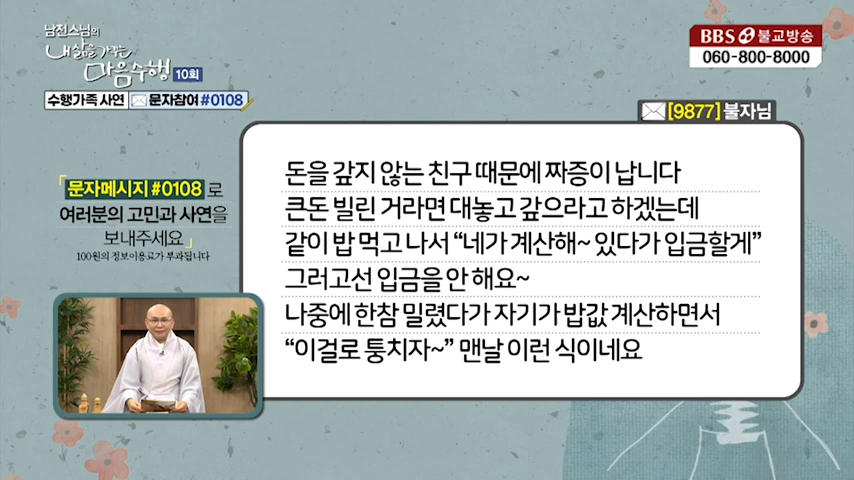 남전스님의
내 삶을 가꾸는
마음수행 10회
BBS 불교방송
060-800-8000
수행가족 사연 문자참여 #0108
[9877] 불자님
「문자메시지 #0108 로
여러분의 고민과 사연을
보내주세요」
100원의 정보이용료가 부과됩니다
돈을 갚지 않는 친구 때문에 짜증이 납니다
큰돈 빌린 거라면 대놓고 갚으라고 하겠는데
같이 밥 먹고 나서 “네가 계산해~ 있다가 입금할게”
그러고선 입금을 안 해요~
나중에 한참 밀렸다가 자기가 밥값 계산하면서
“이걸로 퉁치자~” 맨날 이런 식이네요